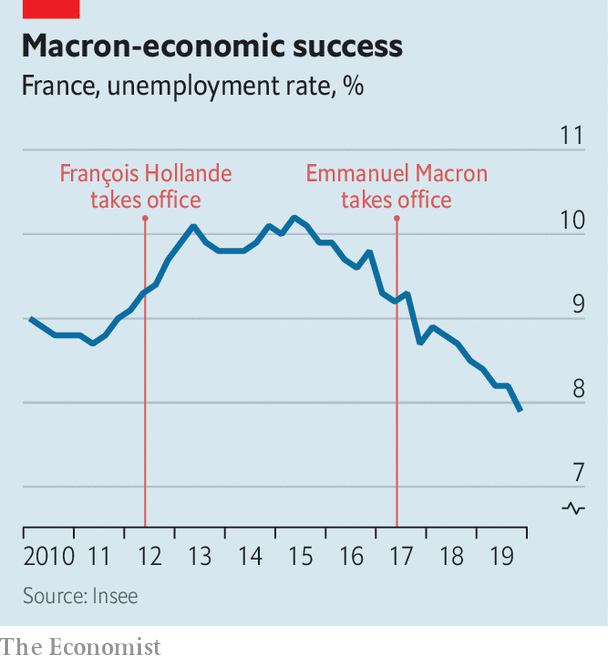 Macron-economic success
France, unemployment rate, %
11
François Hollande
takes office
Emmanuel Macron
takes office
10
9
8
7
2010 11 12 13 14 15 16 17 18 19
Source: Insee
The Economist